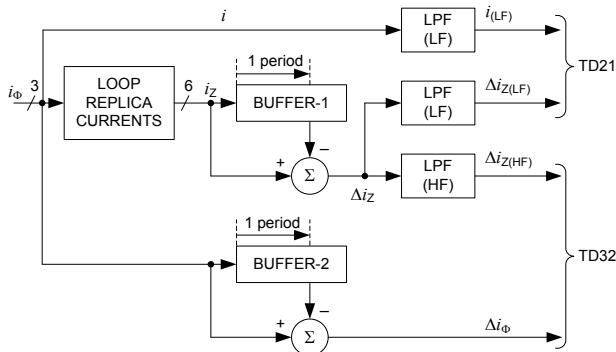 i
LPF
(LF)
i(LF)
TD21
1 period
iΦ
3
LOOP
REPLICA
CURRENTS
6
iZ
BUFFER-1
LPF
(LF)
ΔiZ(LF)
−
+
Σ
ΔiZ
LPF
(HF)
ΔiZ(HF)
1 period
BUFFER-2
TD32
−
+
Σ
ΔiΦ